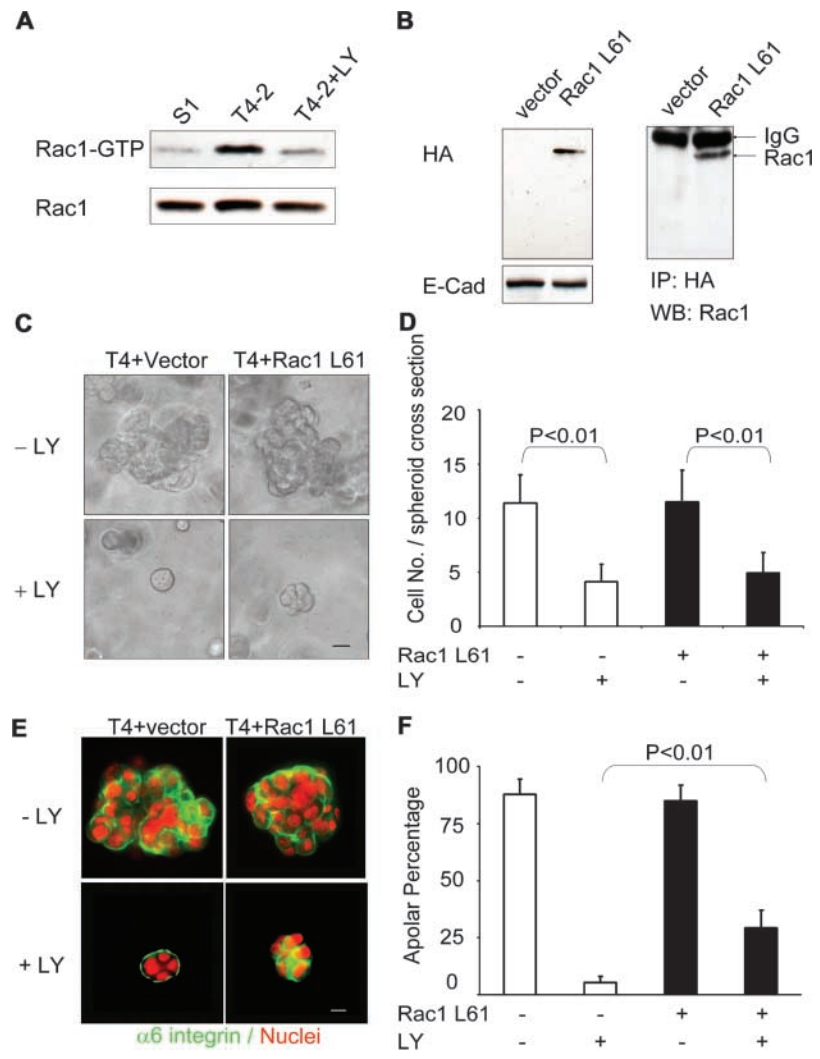 A
S1 T4-2 T4-2+LY
Rac1-GTP
Rac1
B
vector Rac1 L61 vector Rac1 L61
HA
IgG
Rac1
E-Cad
IP: HA
WB: Rac1
C
T4+Vector T4+Rac1 L61
– LY
+ LY
D
Cell No. / spheroid cross section
20
15
10
5
0
P<0.01 P<0.01
Rac1 L61 - - + +
LY - + - +
E
T4+vector T4+Rac1 L61
- LY
+ LY
α6 integrin / Nuclei
F
Apolar Percentage
100
75
50
25
0
P<0.01
Rac1 L61 - - + +
LY - + - +